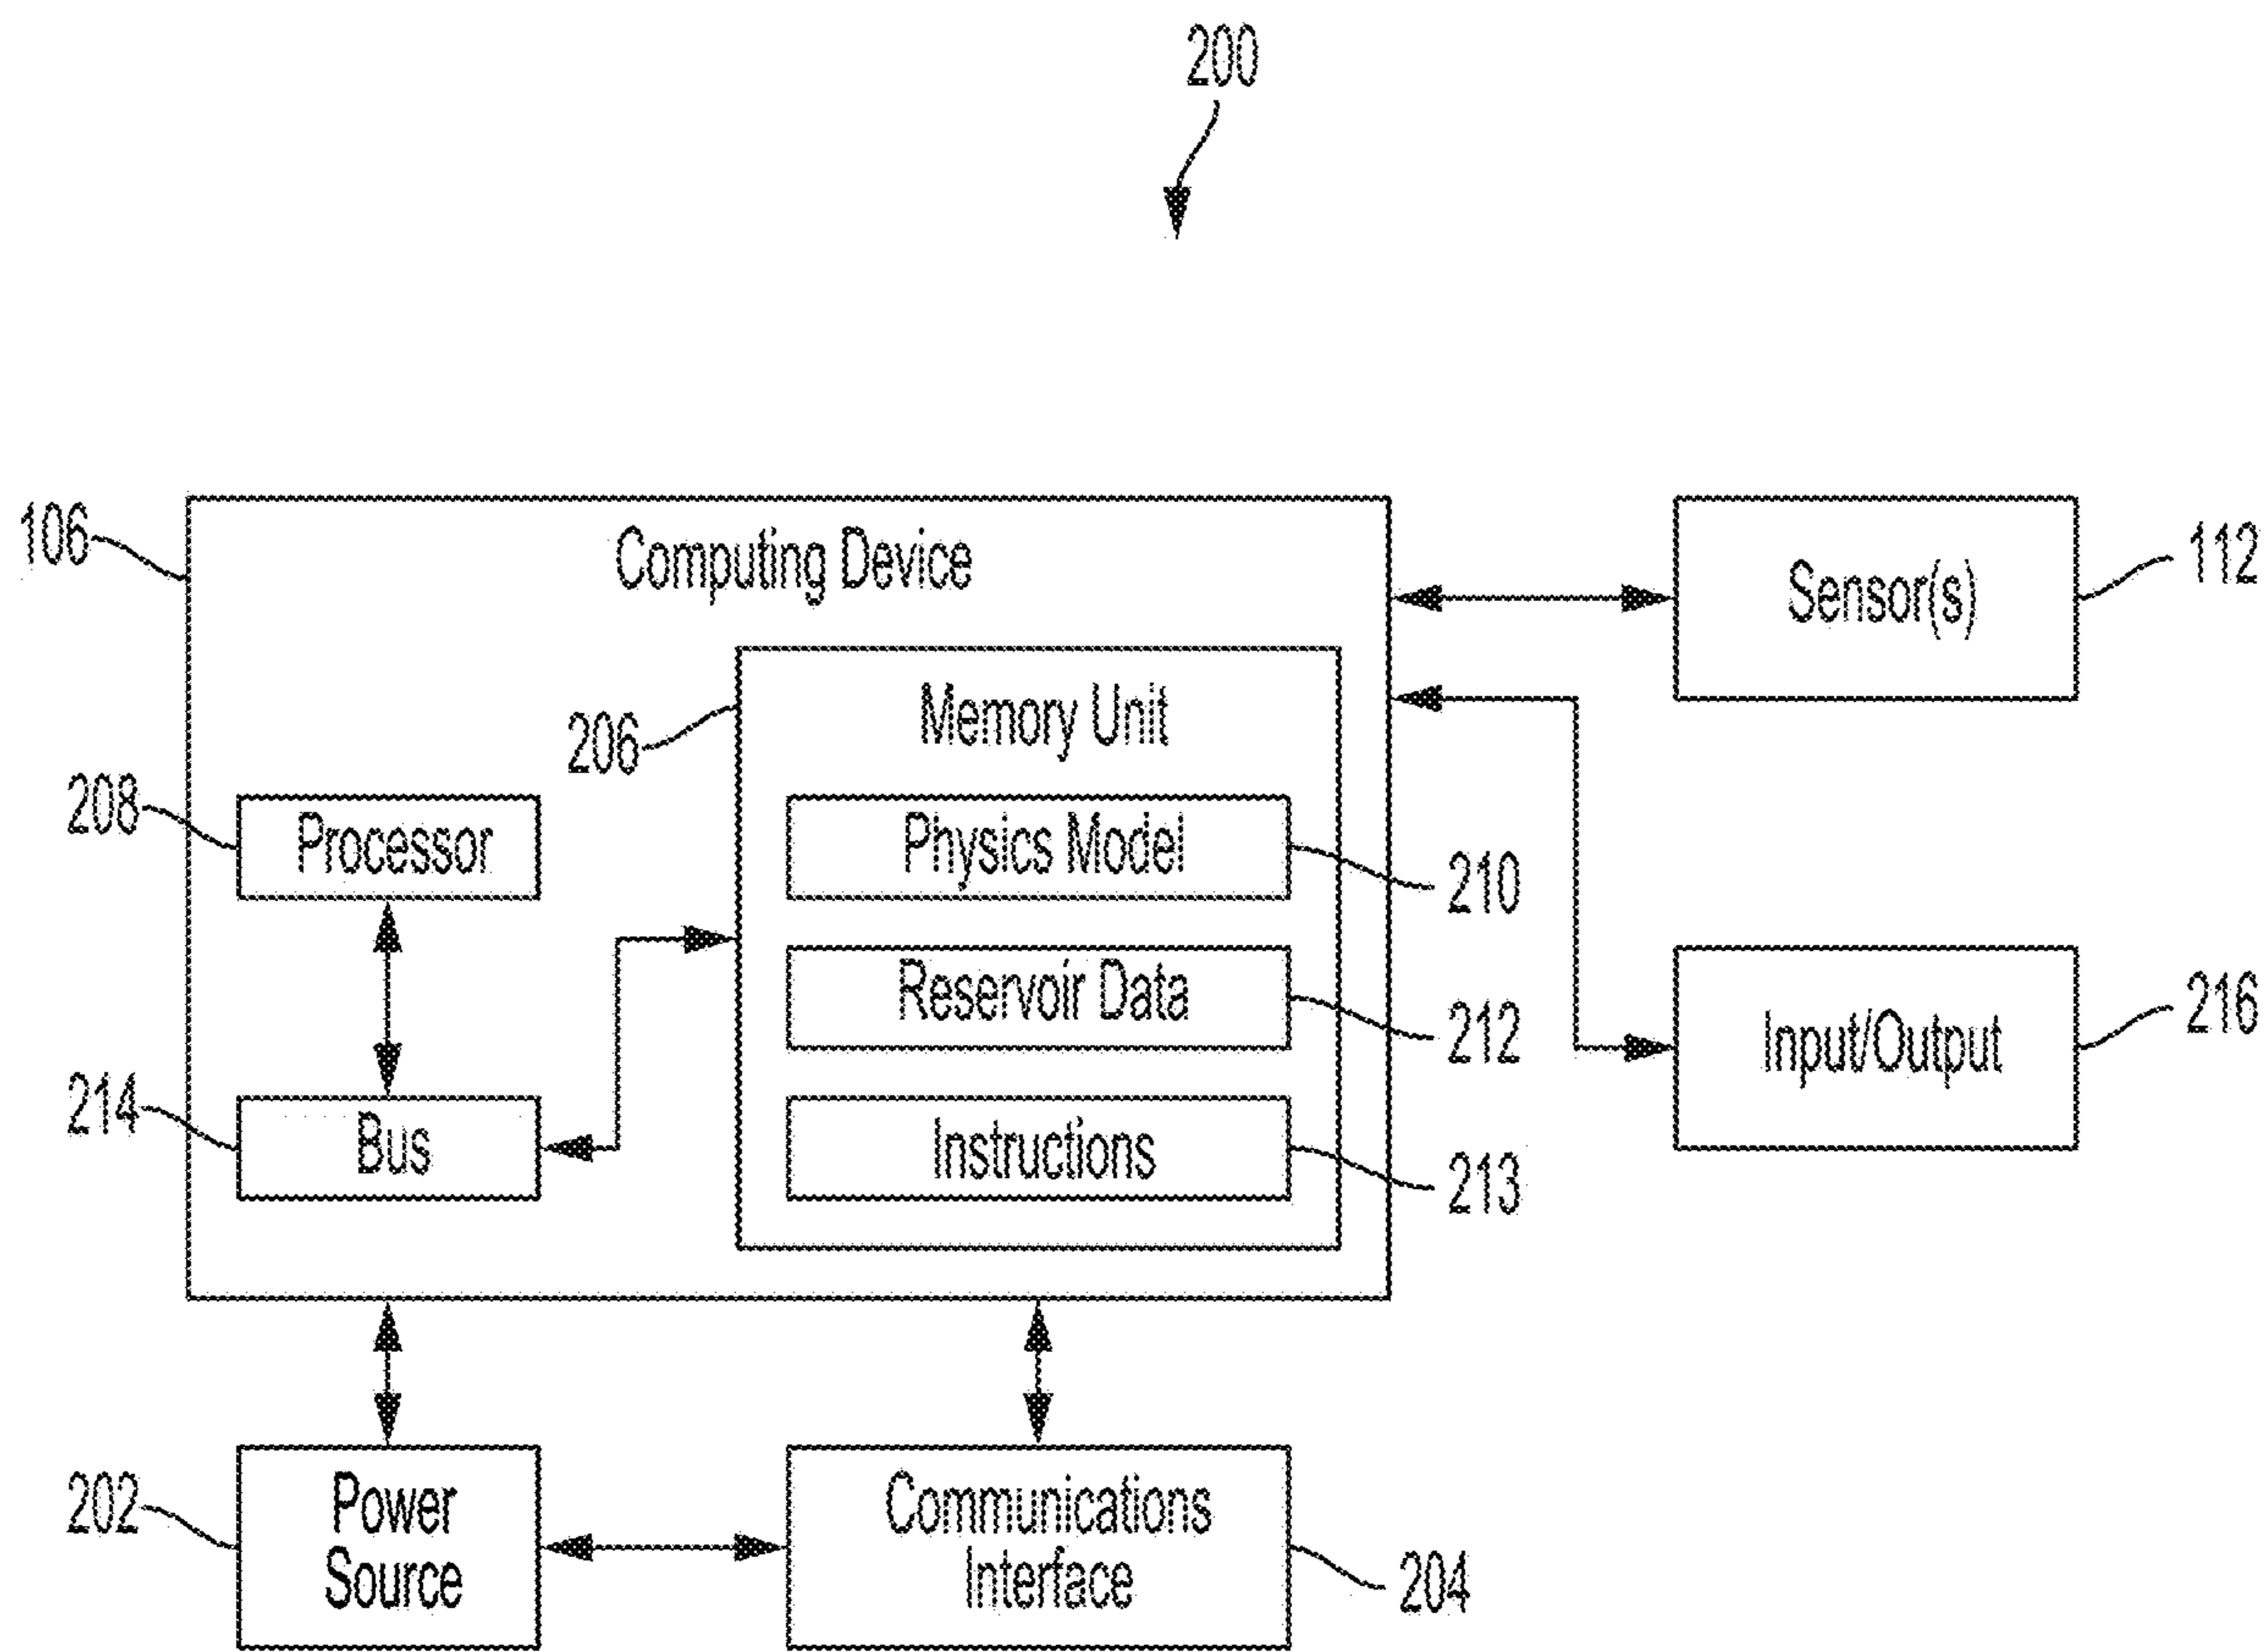 200
106
Computing Device
Sensor(s)
112
206
Memory Unit
208
Processor
Physics Model
210
Reservoir Data
212
Input/Output
216
214
Bus
Instructions
213
202
Power
Source
Communications
Interface
204